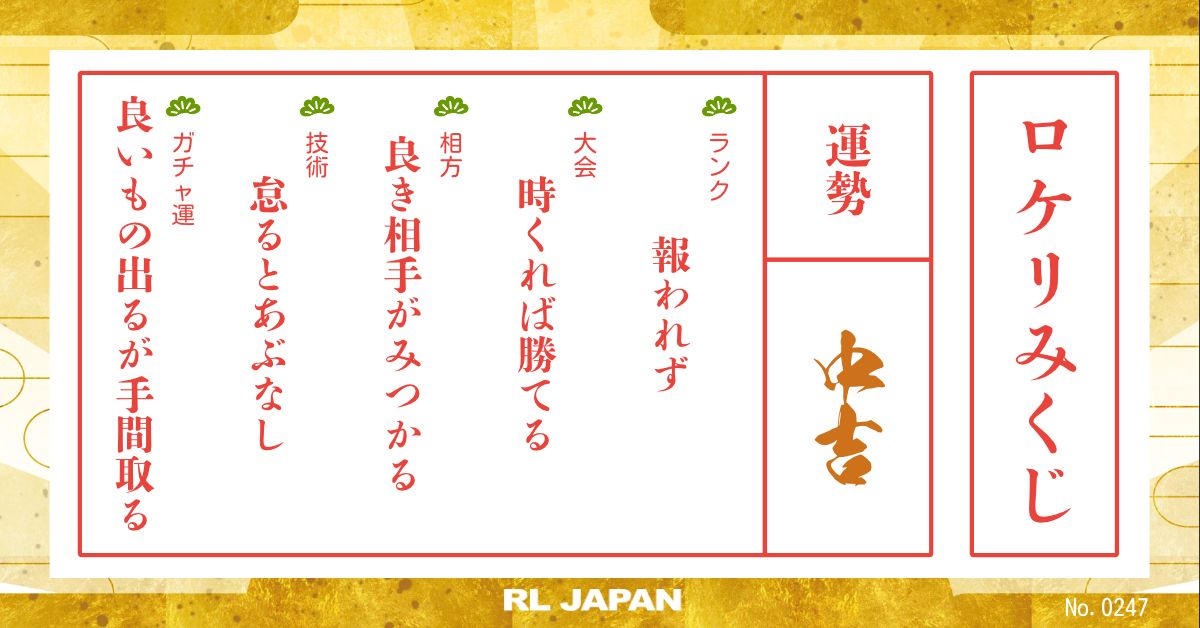 ロケリみくじ
運勢
中吉
ランク
報われず
大会
時くれば勝てる
相方
良き相手がみつかる
技術
怠るとあぶなし
ガチャ運
良いもの出るが手間取る
RL JAPAN
No. 0247